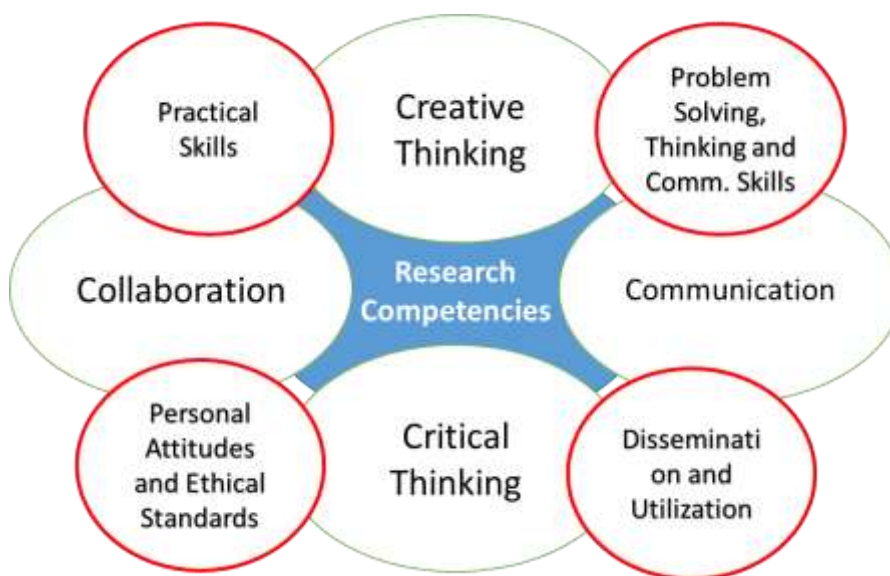 Practical
Skills
Creative
Thinking
Problem
Solving,
Thinking and
Comm. Skills
Collaboration
Research
Competencies
Communication
Personal
Attitudes
and Ethical
Standards
Critical
Thinking
Disseminati
on and
Utilization